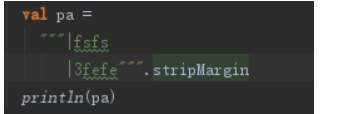 val pa =
"""|fsfs
|3fefe""".stripMargin
println(pa)